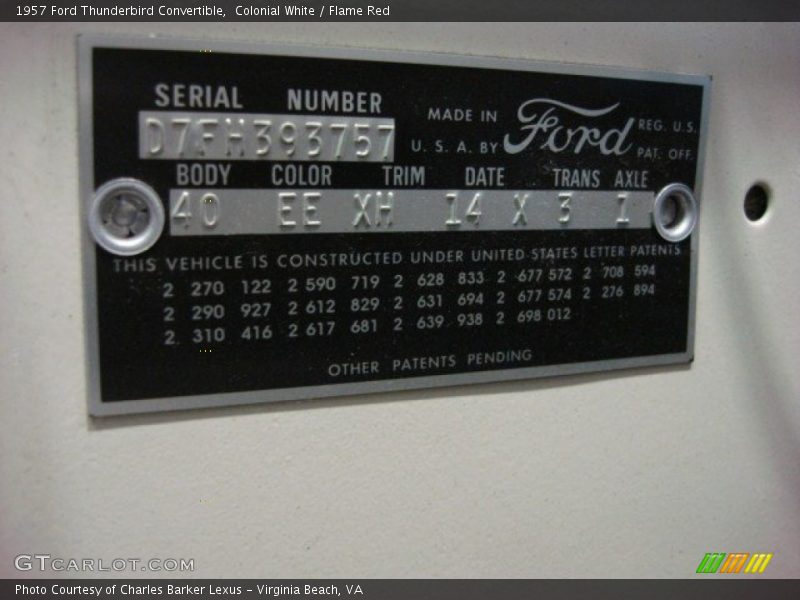 1957 Ford Thunderbird Convertible,  Colonial White / Flame Red
SERIAL NUMBER
D7FH393757
MADE IN
U. S. A. BY
Ford
REG. U.S.
PAT. OFF.
BODY COLOR TRIM DATE TRANS AXLE
40 EE XH 14 X 3 1
THIS VEHICLE IS CONSTRUCTED UNDER UNITED STATES LETTER PATENTS
2 270 122 2 590 719 2 628 833 2 677 572 2 708 594
2 290 927 2 612 829 2 631 694 2 677 574 2 276 894
2 310 416 2 617 681 2 639 938 2 698 012
OTHER PATENTS PENDING
GTCARLOT.COM
Photo Courtesy of Charles Barker Lexus – Virginia Beach, VA